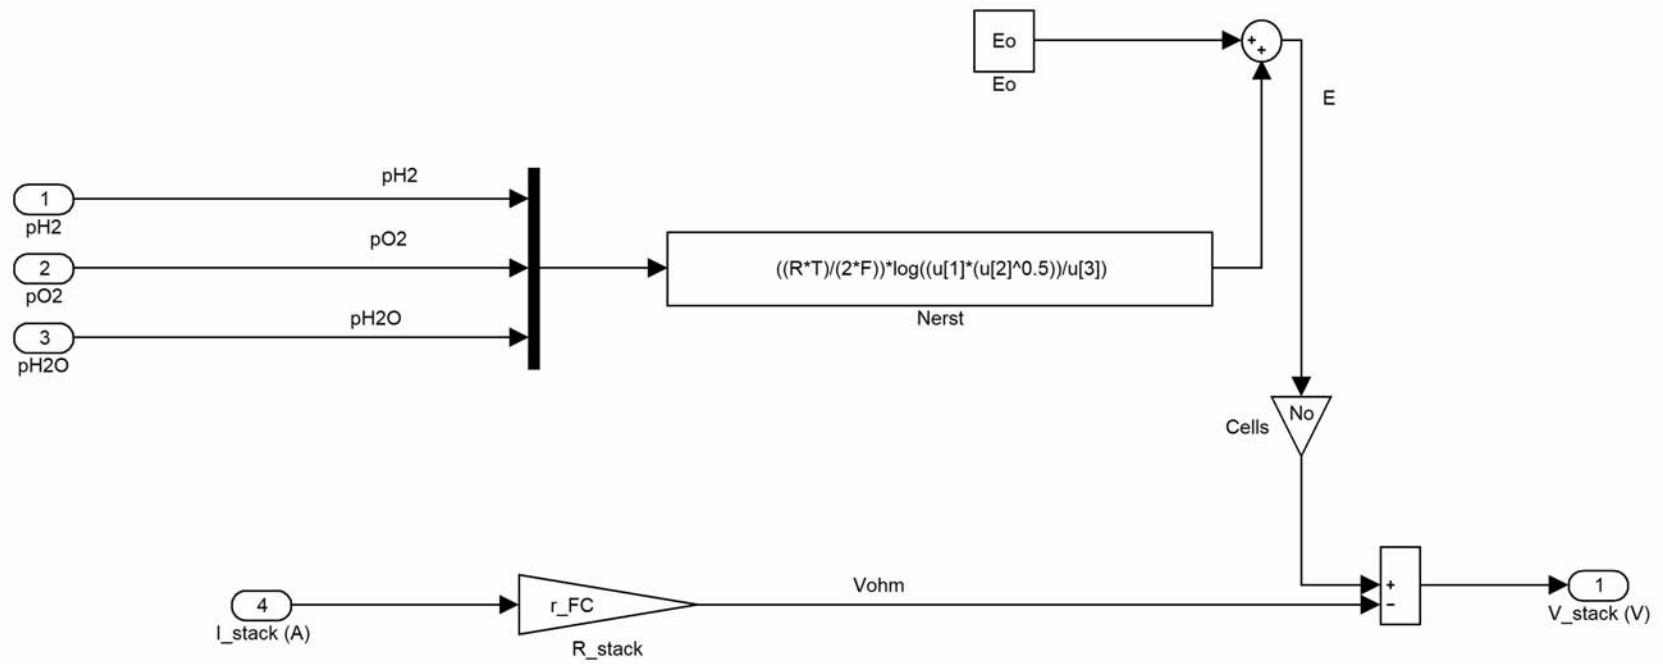 Eo
+
+
Eo
E
pH2
1
pH2
pO2
2
pO2
((R*T)/(2*F))*log((u[1]*(u[2]^0.5))/u[3])
Nerst
pH2O
3
pH2O
No
Cells
4
I_stack (A)
r_FC
R_stack
Vohm
+
−
1
V_stack (V)